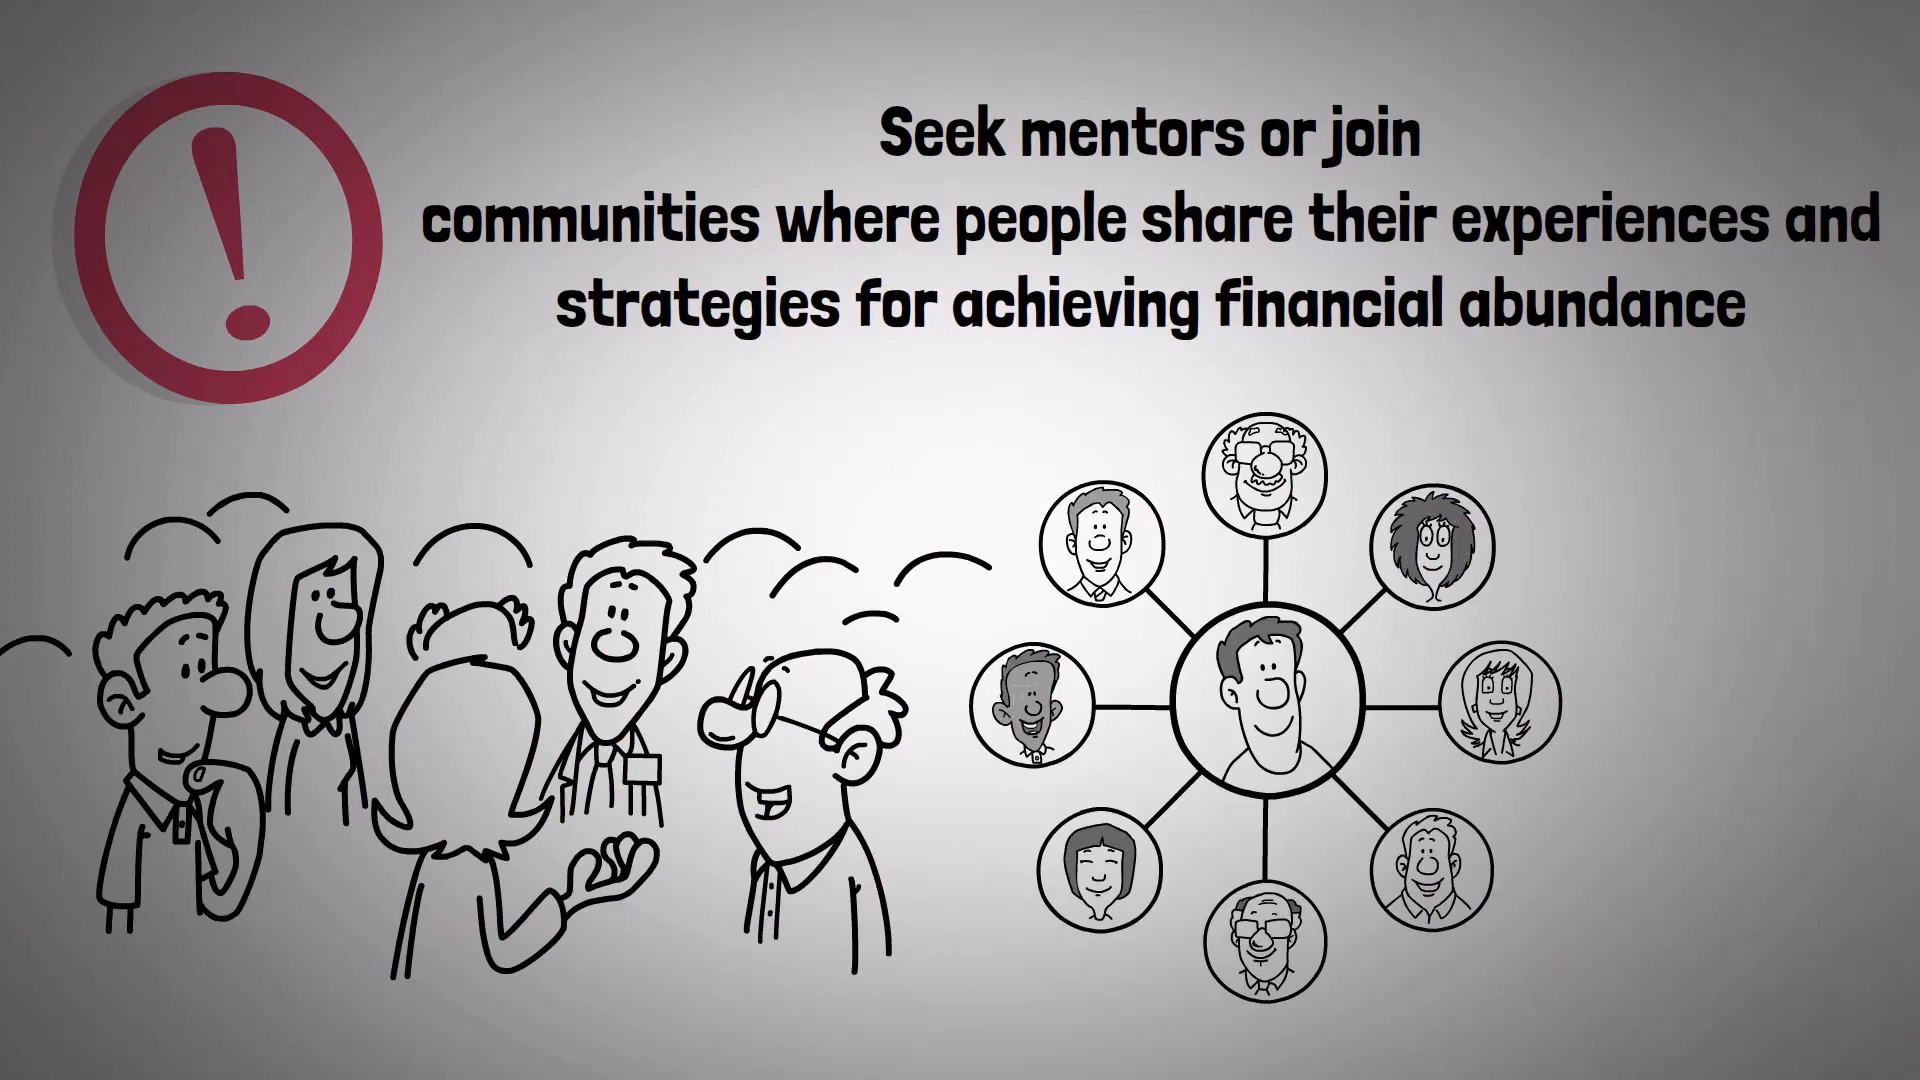 Seek mentors or join
communities where people share their experiences and
strategies for achieving financial abundance